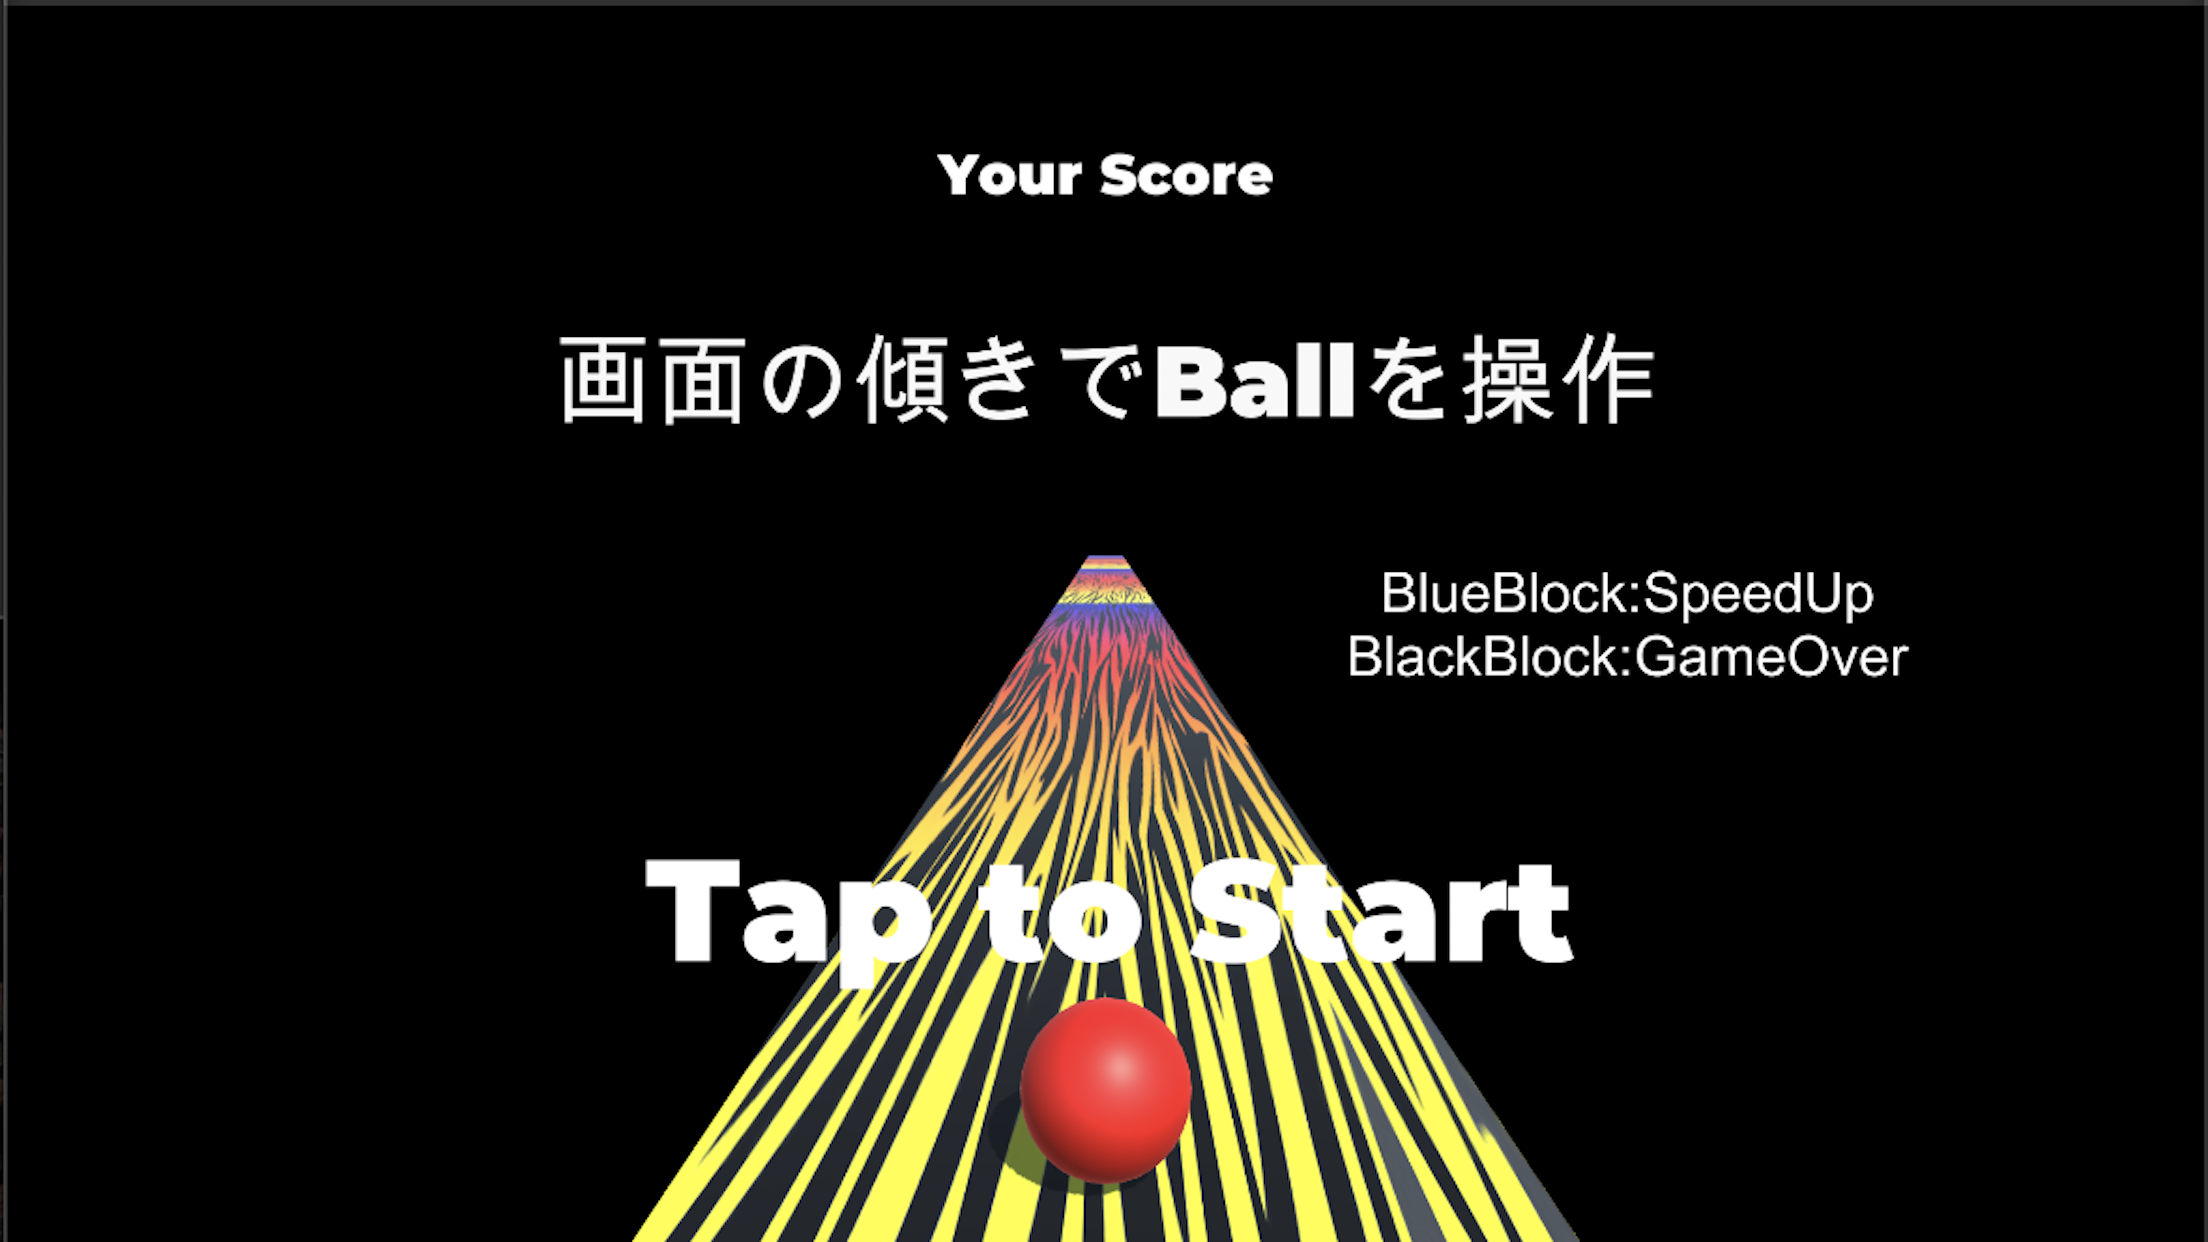 Your Score
画面の傾きでBallを操作
BlueBlock:SpeedUp
BlackBlock:GameOver
Tap to Start